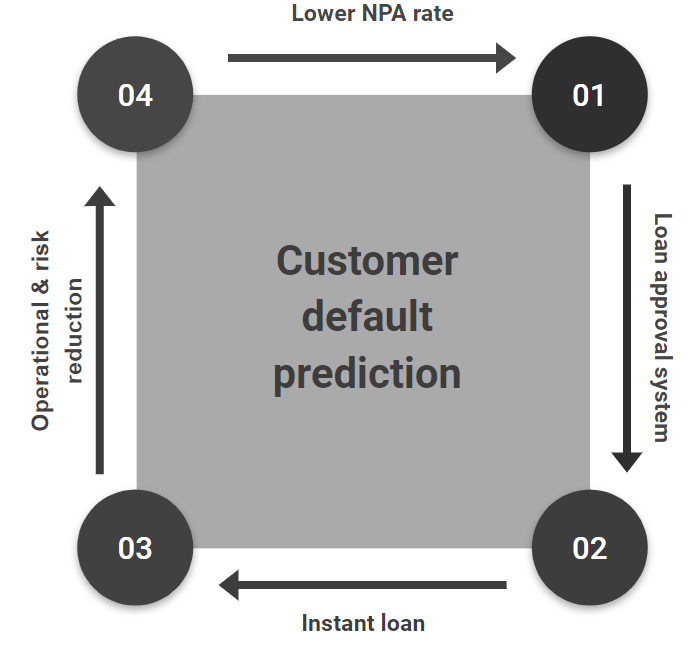 Lower NPA rate
04
01
Customer
default
prediction
Operational & risk
reduction
Loan approval system
03
02
Instant loan